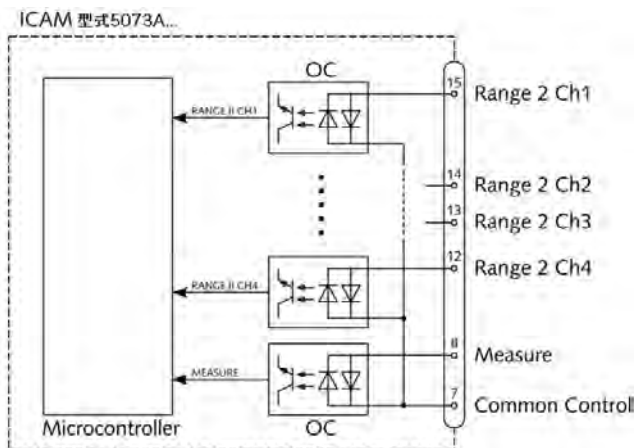 ICAM 型式5073A...
OC
15 Range 2 Ch1
RANGE II CH1
14 Range 2 Ch2
13 Range 2 Ch3
12 Range 2 Ch4
RANGE II CH4
8 Measure
MEASURE
7 Common Controll
Microcontroller
OC